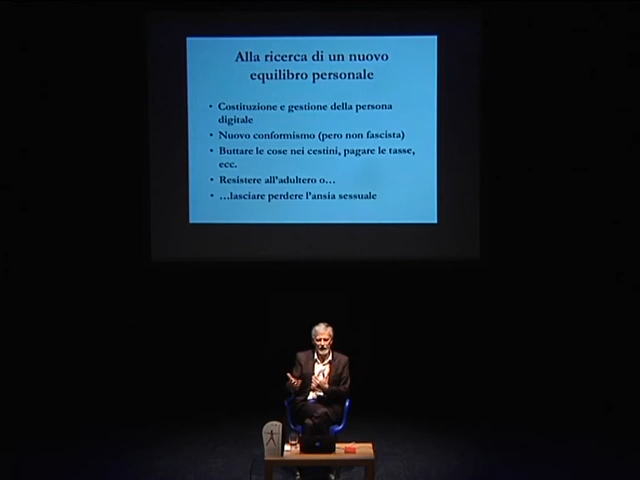 Alla ricerca di un nuovo
equilibro personale
• Costituzione e gestione della persona
digitale
• Nuovo conformismo (pero non fascista)
• Buttare le cose nei cestini, pagare le tasse,
ecc.
• Resistere all'adultero o…
• …lasciare perdere l'ansia sessuale